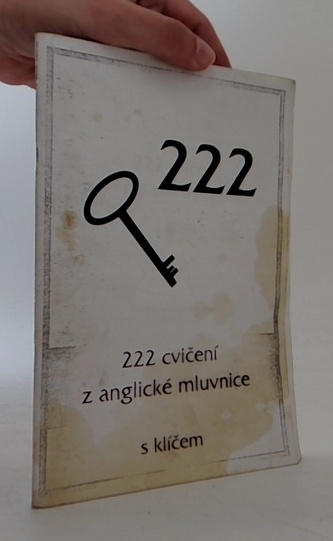 222
222 cvičení
z anglické mluvnice
s klíčem